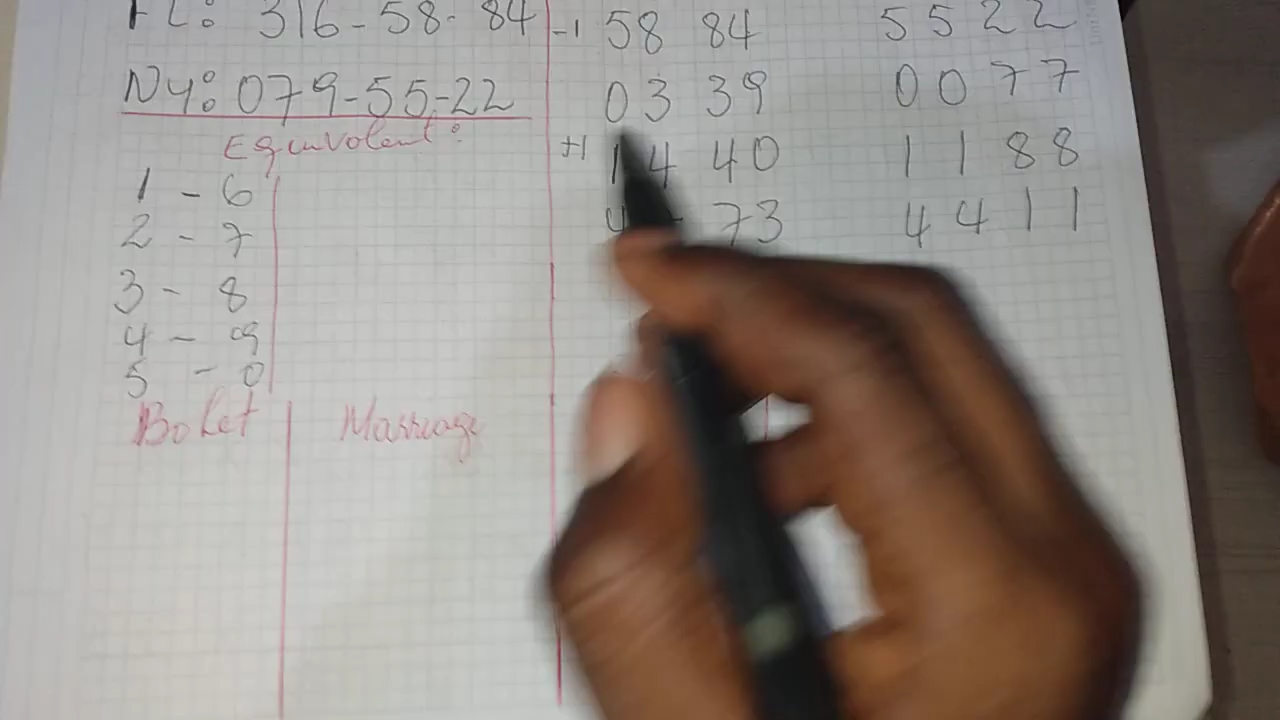 FL: 316-58-84
Ny: 079-55-22
Equivolent:
1 - 6
2 - 7
3 - 8
4 - 9
5 - 0
Bolet
Marriage
-1 58 84 5522
03 39 0077
+1 14 40 1188
73 4411